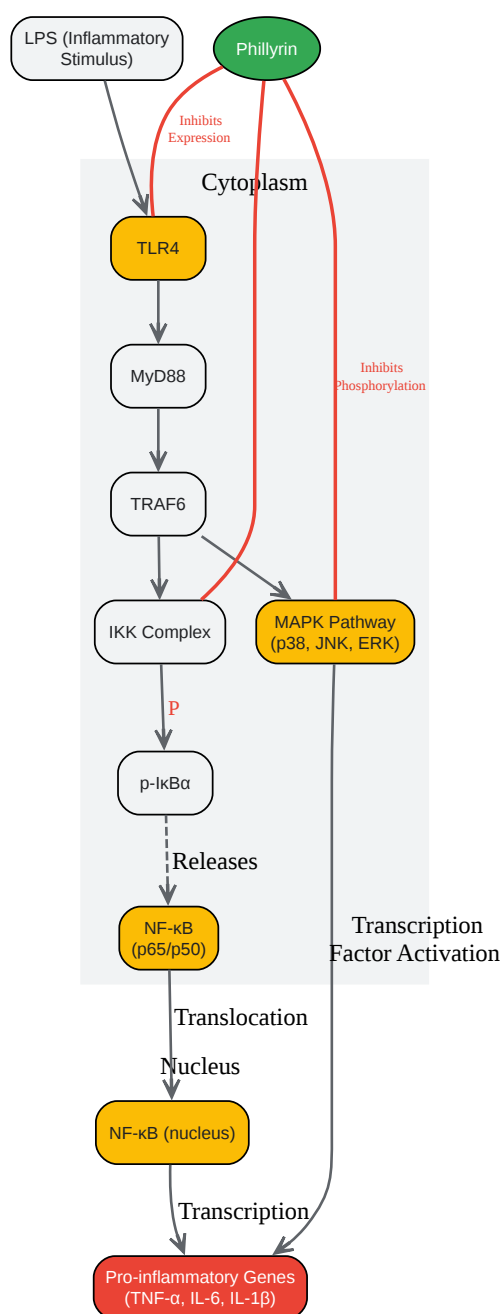 LPS (Inflammatory
Stimulus)
Phillyrin
Inhibits
Expression
Cytoplasm
TLR4
MyD88
Inhibits
Phosphorylation
TRAF6
IKK Complex
MAPK Pathway
(p38, JNK, ERK)
P
p-IκBα
Releases
NF-κB
(p65/p50)
Transcription
Factor Activation
Translocation
Nucleus
NF-κB (nucleus)
Transcription
Pro-inflammatory Genes
(TNF-α, IL-6, IL-1β)